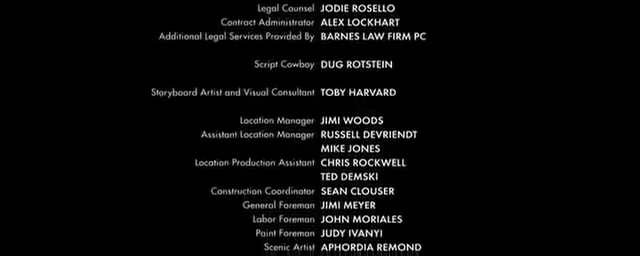 Legal Counsel JODIE ROSELLO
Contract Administrator ALEX LOCKHART
Additional Legal Services Provided By BARNES LAW FIRM PC
Script Cowboy DUG ROTSTEIN
Storyboard Artist and Visual Consultant TOBY HARVARD
Location Manager JIMI WOODS
Assistant Location Manager RUSSELL DEVRIENDT
MIKE JONES
Location Production Assistant CHRIS ROCKWELL
TED DEMSKI
Construction Coordinator SEAN CLOUSER
General Foreman JIMI MEYER
Labor Foreman JOHN MORIALES
Paint Foreman JUDY IVANYI
Scenic Artist APHORDIA REMOND